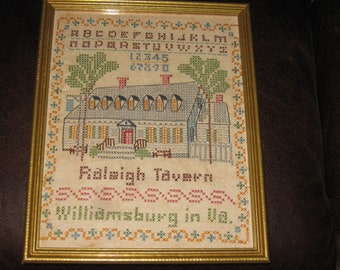 ABCDEFGHIJKLM
NOPQRSTUVWXYZ
12345
67890
Raleigh Tavern
Williamsburg in Va.